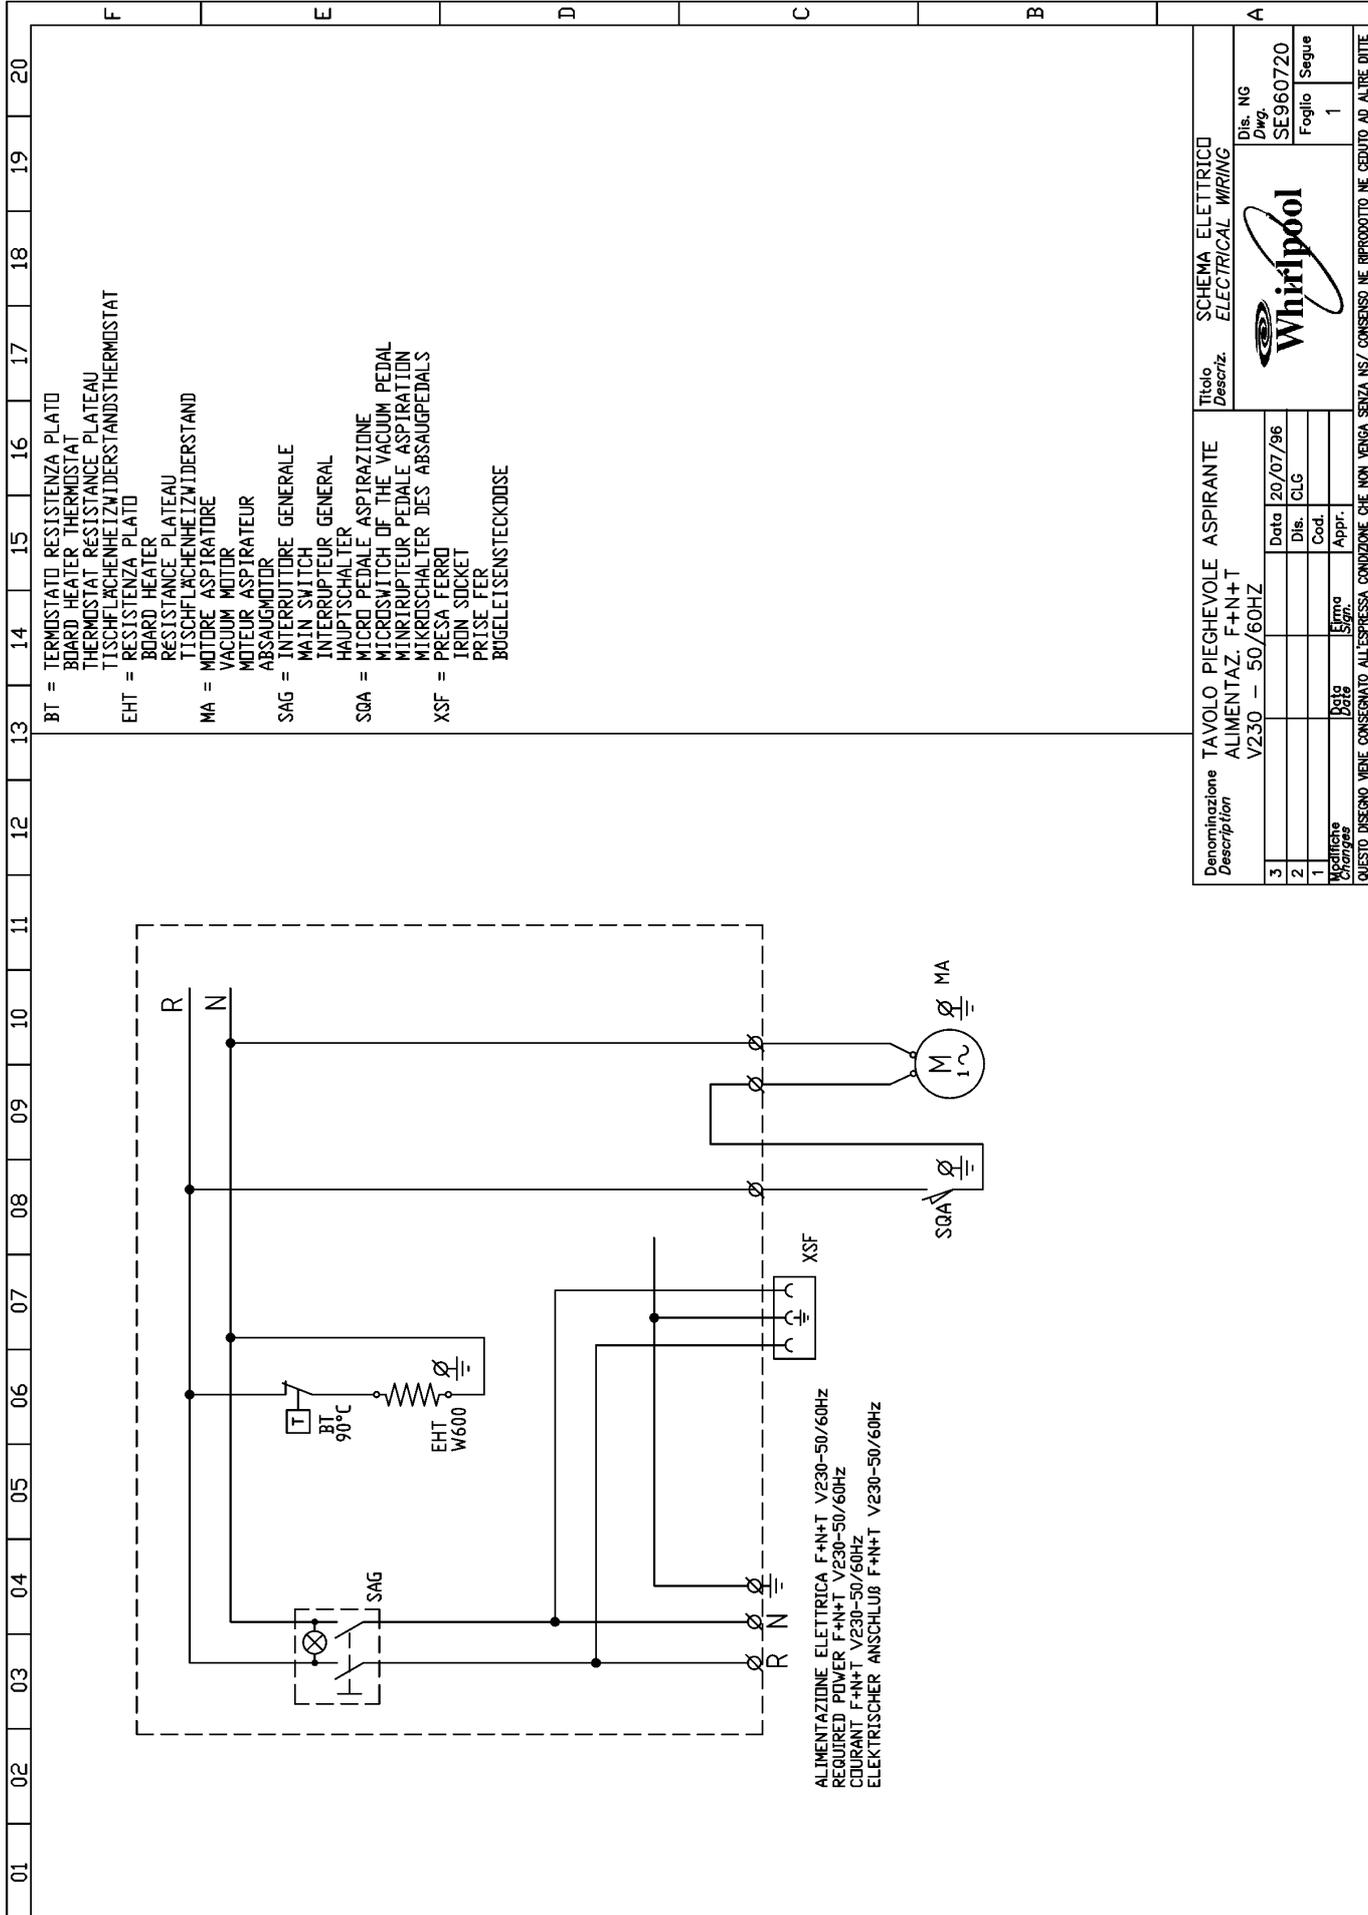 01 02 03 04 05 06 07 08 09 10 11 12 13 14 15 16 17 18 19 20
F
E
D
C
B
A
R
N
SAG
T
BT
90°C
EHT
W600
R N
XSF
SQA
M
1~
MA
ALIMENTAZIONE ELETTRICA F+N+T V230-50/60Hz
REQUIRED POWER F+N+T V230-50/60Hz
COURANT F+N+T V230-50/60Hz
ELEKTRISCHER ANSCHLUß F+N+T V230-50/60Hz
BT = TERMOSTATO RESISTENZA PLATO
BOARD HEATER THERMOSTAT
THERMOSTAT RéSISTANCE PLATEAU
TISCHFLÄCHENHEIZWIDERSTANDSTHERMOSTAT
EHT = RESISTENZA PLATO
BOARD HEATER
RéSISTANCE PLATEAU
TISCHFLÄCHENHEIZWIDERSTAND
MA = MOTORE ASPIRATORE
VACUUM MOTOR
MOTEUR ASPIRATEUR
ABSAUGMOTOR
SAG = INTERRUTTORE GENERALE
MAIN SWITCH
INTERRUPTEUR GENERAL
HAUPTSCHALTER
SQA = MICRO PEDALE ASPIRAZIONE
MICROSWITCH OF THE VACUUM PEDAL
MINRIRUPTEUR PEDALE ASPIRATION
MIKROSCHALTER DES ABSAUGPEDALS
XSF = PRESA FERRO
IRON SOCKET
PRISE FER
BÜGELEISENSTECKDOSE
Denominazione TAVOLO PIEGHEVOLE ASPIRANTE
Description ALIMENTAZ. F+N+T
V230 – 50/60HZ
3 Data 20/07/96
2 Dis. CLG
1 Cod.
Modifiche Data Firma Appr.
Changes Date Sign.
Titolo SCHEMA ELETTRICO
Descriz. ELECTRICAL WIRING
Whirlpool
Dis. NG
Dwg.
SE960720
Foglio Segue
1
QUESTO DISEGNO VIENE CONSEGNATO ALL'ESPRESSA CONDIZIONE CHE NON VENGA SENZA NS/ CONSENSO NE RIPRODOTTO NE CEDUTO AD ALTRE DITTE